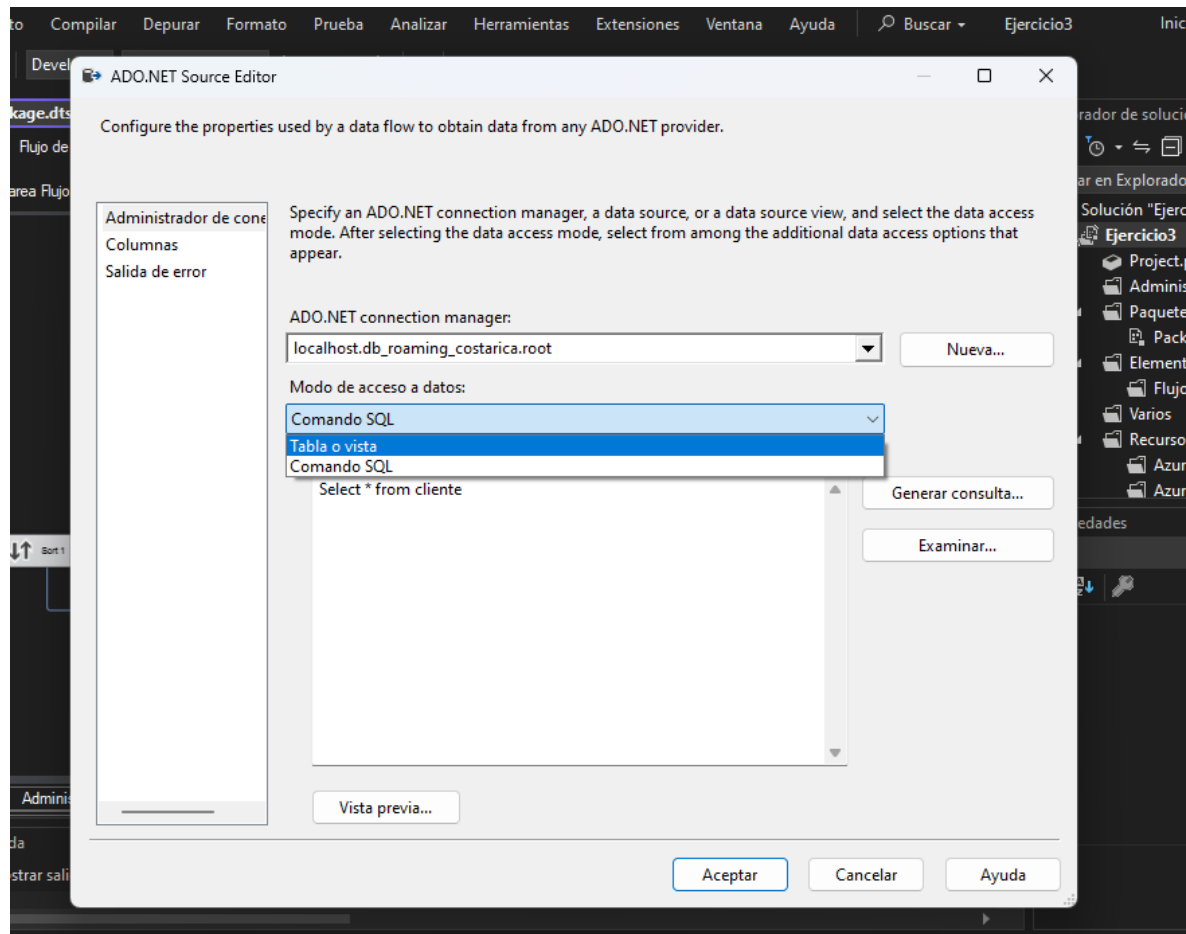 to Compilar Depurar Formato Prueba Analizar Herramientas Extensiones Ventana Ayuda Buscar Ejercicio3 Inic
Devel
ADO.NET Source Editor
kage.dts
Configure the properties used by a data flow to obtain data from any ADO.NET provider.
rador de soluci
Flujo de
area Flujo
ar en Explorado
Administrador de cone
Columnas
Salida de error
Specify an ADO.NET connection manager, a data source, or a data source view, and select the data access
mode. After selecting the data access mode, select from among the additional data access options that
appear.
Solución "Ejerc
Ejercicio3
Project.p
Adminis
Paquete
Pack
Element
Flujo
Varios
Recurso
Azur
Azur
ADO.NET connection manager:
localhost.db_roaming_costarica.root
Nueva...
Modo de acceso a datos:
Comando SQL
Tabla o vista
Comando SQL
Select * from cliente
Generar consulta...
Examinar...
edades
Sort 1
Adminis
Vista previa...
da
strar sali
Aceptar Cancelar Ayuda